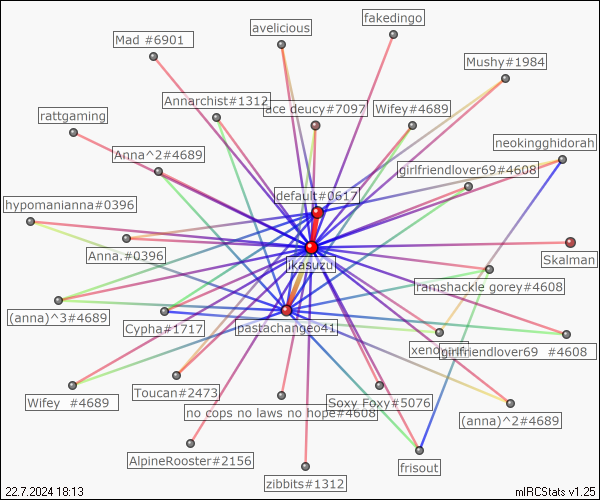 fakedingo
avelicious
Mad #6901
Mushy#1984
Annarchist#1312
ace deucy#7097
Wifey#4689
rattgaming
neokingghidorah
Anna^2#4689
girlfriendlover69#4608
default#0617
hypomanianna#0396
Anna.#0396
ikasuzu
Skalman
ramshackle gorey#4608
(anna)^3#4689
Cypha#1717
pastachangeo41
girlfriendlover69 #4608
Toucan#2473
Wifey #4689
no cops no laws no hope#4608
Soxy Foxy#5076
(anna)^2#4689
AlpineRooster#2156
frisout
zibbits#1312
22.7.2024 18:13
mIRCStats v1.25